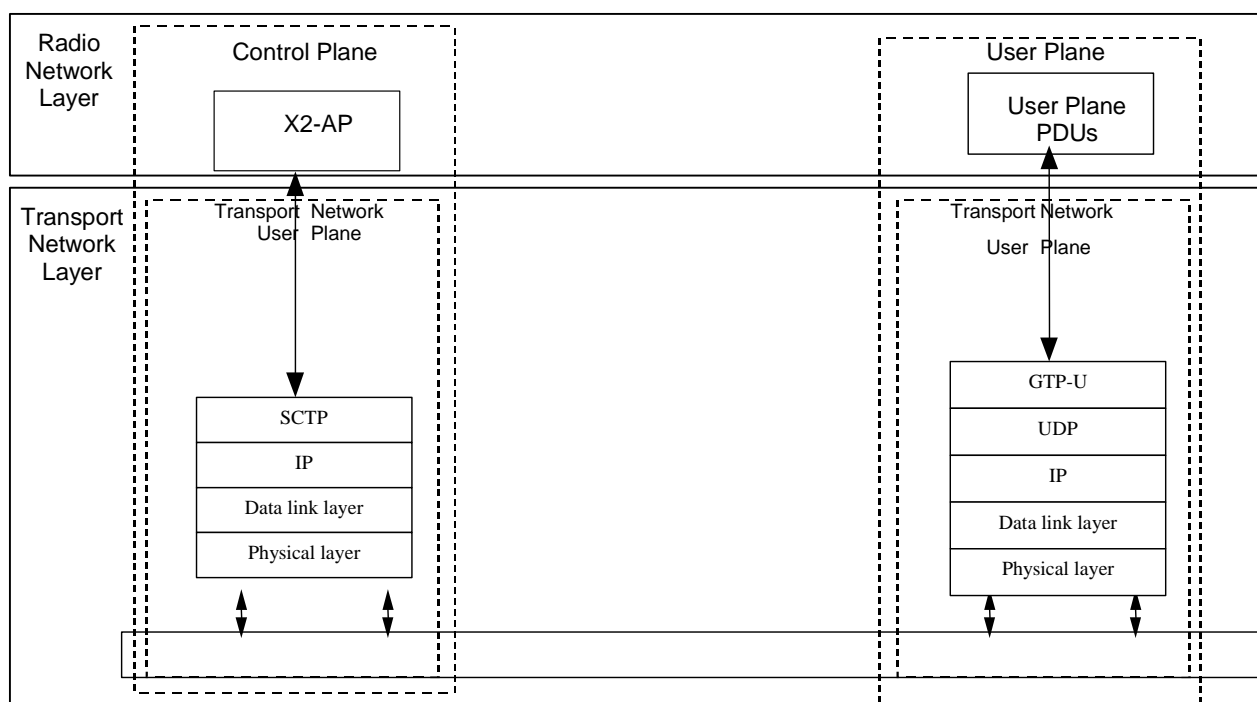 Radio
Network
Layer
Control Plane
X2-AP
User Plane
User Plane
PDUs
Transport
Network
Layer
Transport Network
User Plane
SCTP
IP
Data link layer
Physical layer
Transport Network
User Plane
GTP-U
UDP
IP
Data link layer
Physical layer